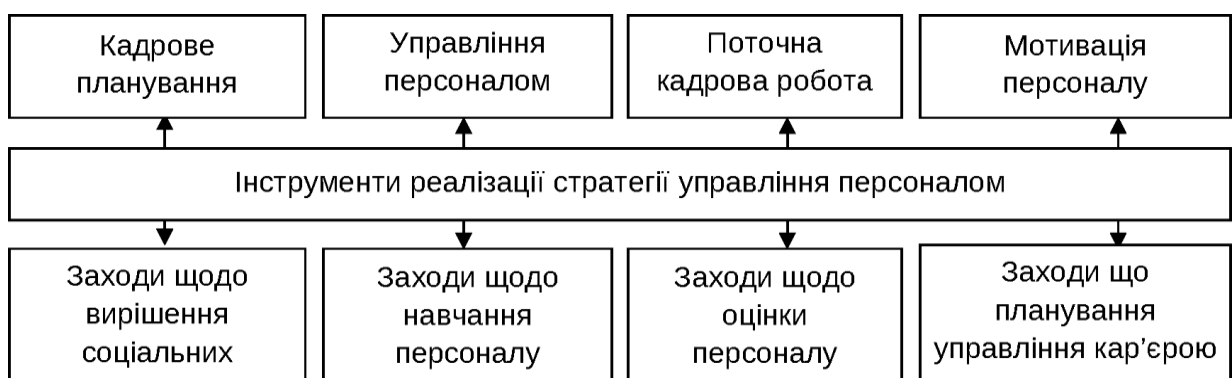 Кадрове
планування
Управління
персоналом
Поточна
кадрова робота
Мотивація
персоналу
Інструменти реалізації стратегії управління персоналом
Заходи щодо
вирішення
соціальних
Заходи щодо
навчання
персоналу
Заходи щодо
оцінки
персоналу
Заходи що
планування
управління кар’єрою